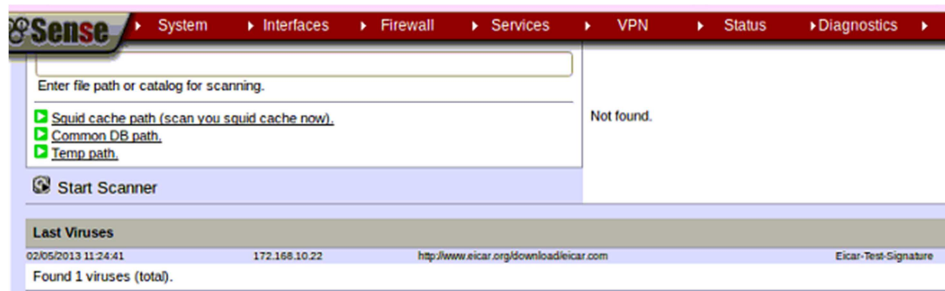 Sense System Interfaces Firewall Services VPN Status Diagnostics
Enter file path or catalog for scanning.
Squid cache path (scan you squid cache now).
Common DB path.
Temp path.
Not found.
Start Scanner
Last Viruses
02/05/2013 11:24:41 172.168.10.22 http://www.eicar.org/download/eicar.com Eicar-Test-Signature
Found 1 viruses (total).